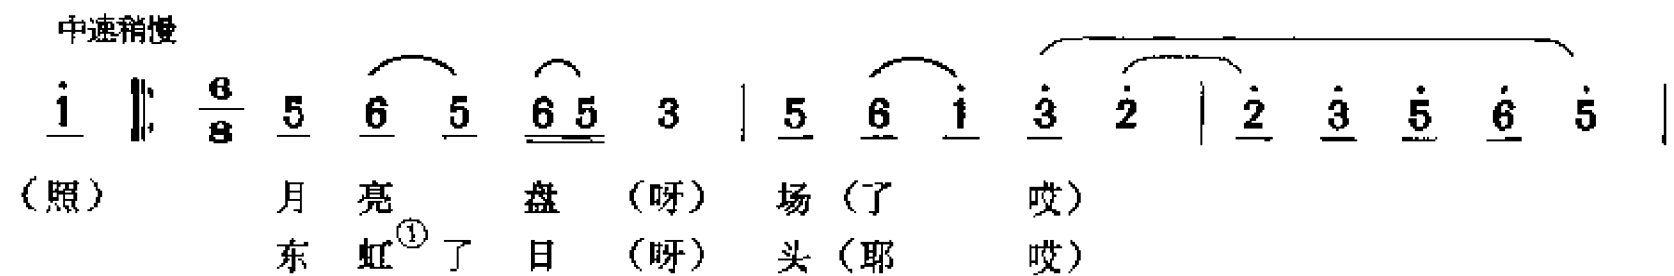 中速稍慢
1 6/8 5 6 5 6 5 3 | 5 6 1 3 2 | 2 3 5 6 5 |
（照） 月 亮 盘 （呀） 场 （了 哎）
东 虹① 了 日 （呀） 头 （耶 哎）